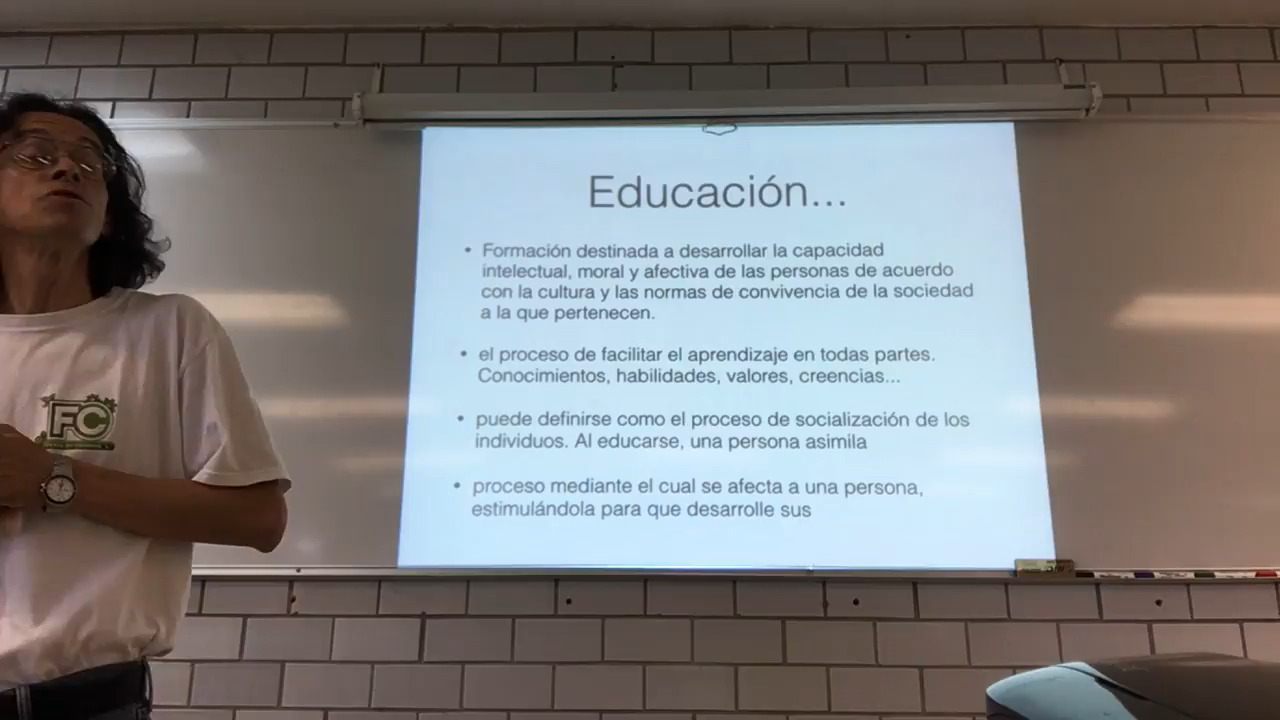 Educación...
• Formación destinada a desarrollar la capacidad
intelectual, moral y afectiva de las personas de acuerdo
con la cultura y las normas de convivencia de la sociedad
a la que pertenecen.
• el proceso de facilitar el aprendizaje en todas partes.
Conocimientos, habilidades, valores, creencias...
• puede definirse como el proceso de socialización de los
individuos. Al educarse, una persona asimila
• proceso mediante el cual se afecta a una persona,
estimulándola para que desarrolle sus
FC